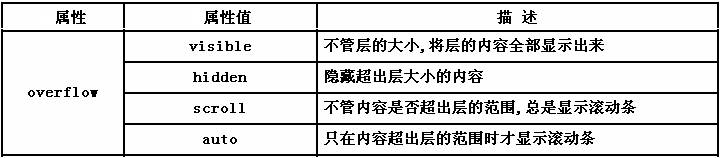 属性 属性值 描 述
overflow
visible 不管层的大小,将层的内容全部显示出来
hidden 隐藏超出层大小的内容
scroll 不管内容是否超出层的范围,总是显示滚动条
auto 只在内容超出层的范围时才显示滚动条